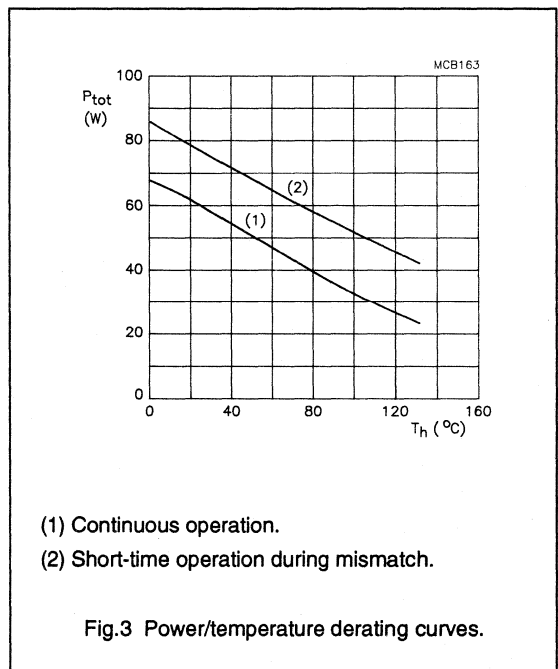 MCB163
100
Ptot
(W)
80
(2)
60
(1)
40
20
0
0 40 80 120 160
Th (°C)
(1) Continuous operation.
(2) Short-time operation during mismatch.
Fig.3 Power/temperature derating curves.